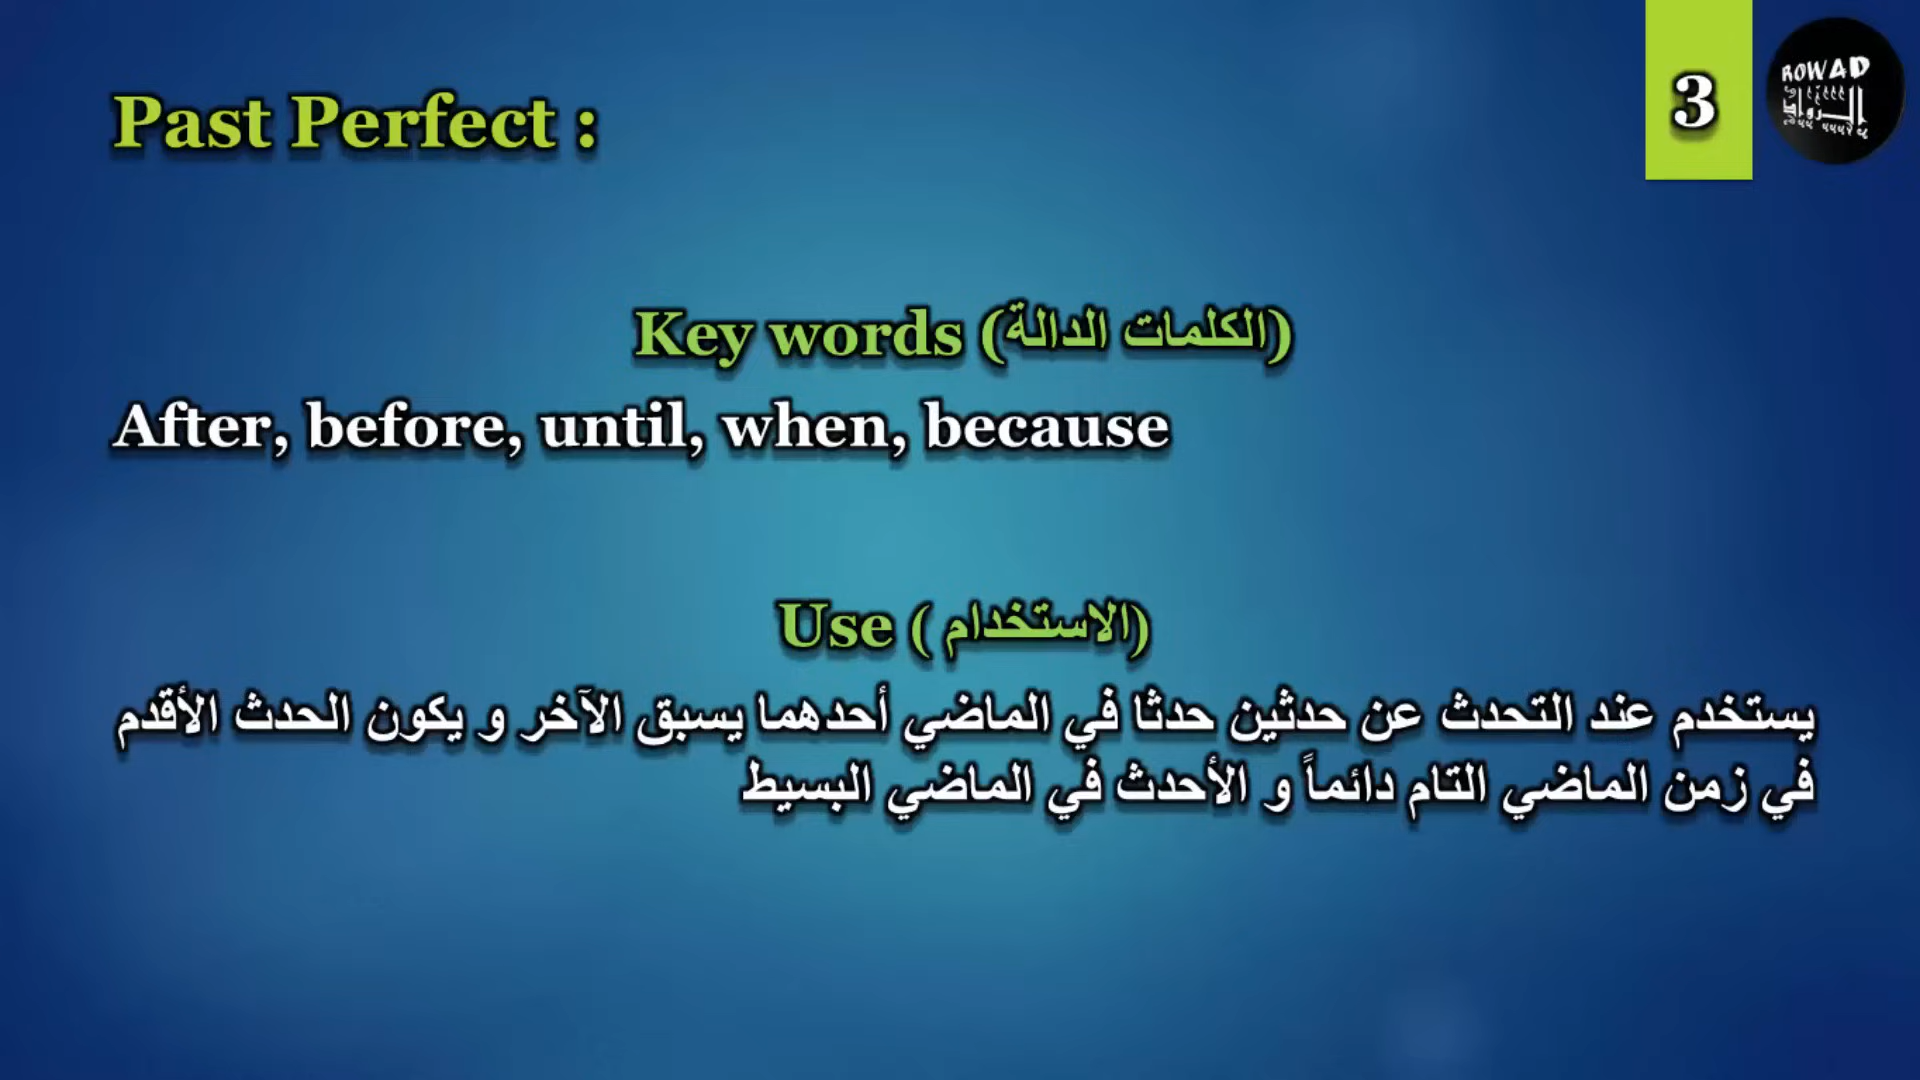 Past Perfect :
3
ROWAD
الرواد
Key words (الكلمات الدالة)
After, before, until, when, because
Use ( الاستخدام)
يستخدم عند التحدث عن حدثين حدثا في الماضي أحدهما يسبق الآخر و يكون الحدث الأقدم
في زمن الماضي التام دائماً و الأحدث في الماضي البسيط